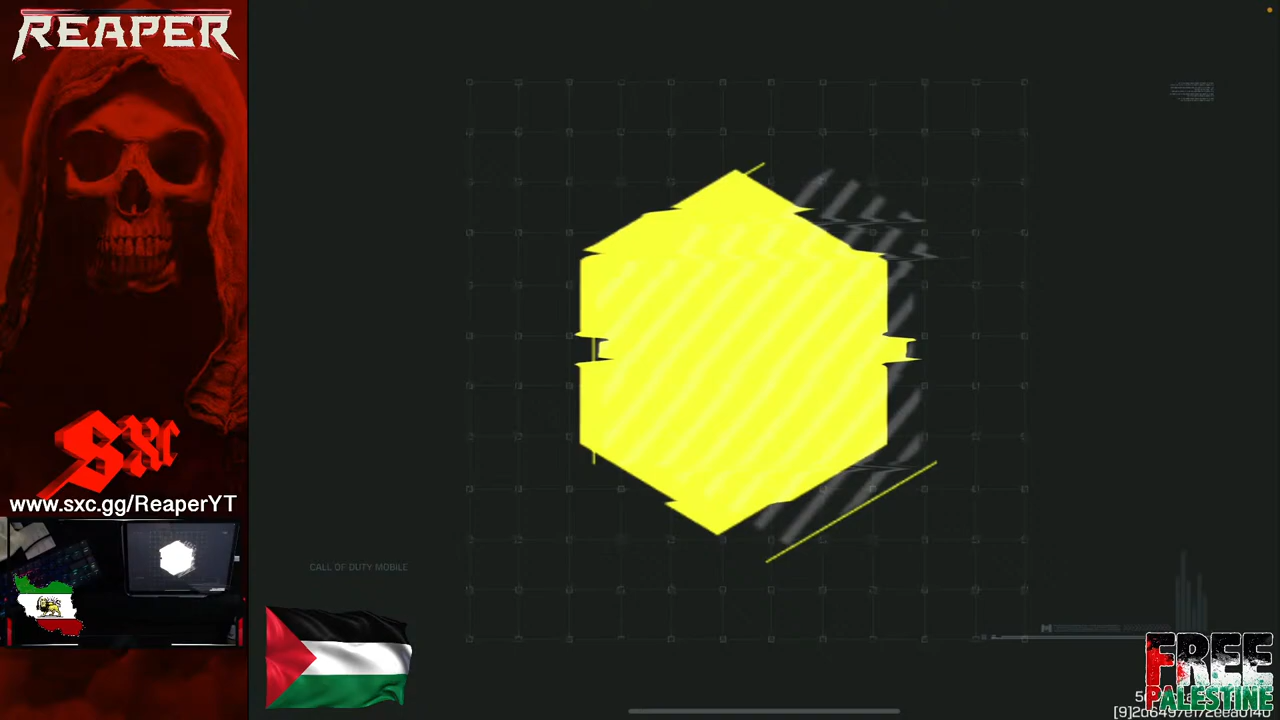 REAPER
Sxc
www.sxc.gg/ReaperYT
CALL OF DUTY MOBILE
FREE
PALESTINE